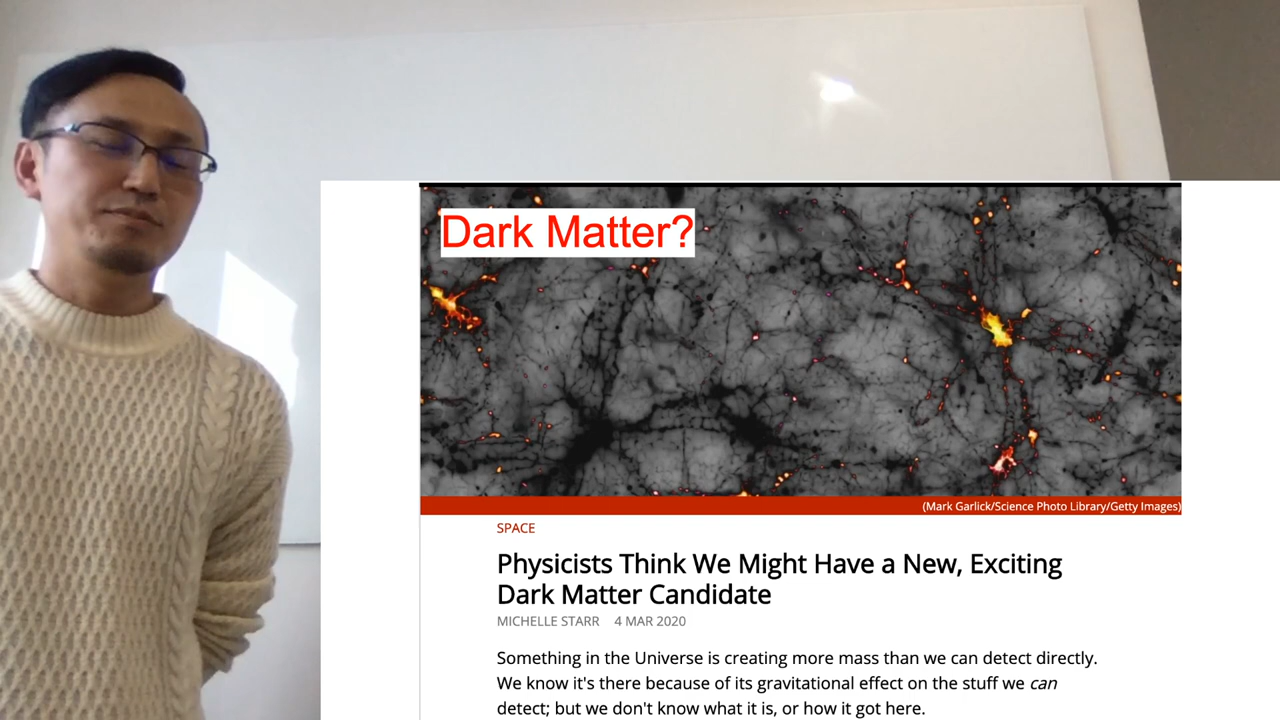 Dark Matter?
(Mark Garlick/Science Photo Library/Getty Images)
SPACE
Physicists Think We Might Have a New, Exciting
Dark Matter Candidate
MICHELLE STARR 4 MAR 2020
Something in the Universe is creating more mass than we can detect directly.
We know it's there because of its gravitational effect on the stuff we can
detect; but we don't know what it is, or how it got here.